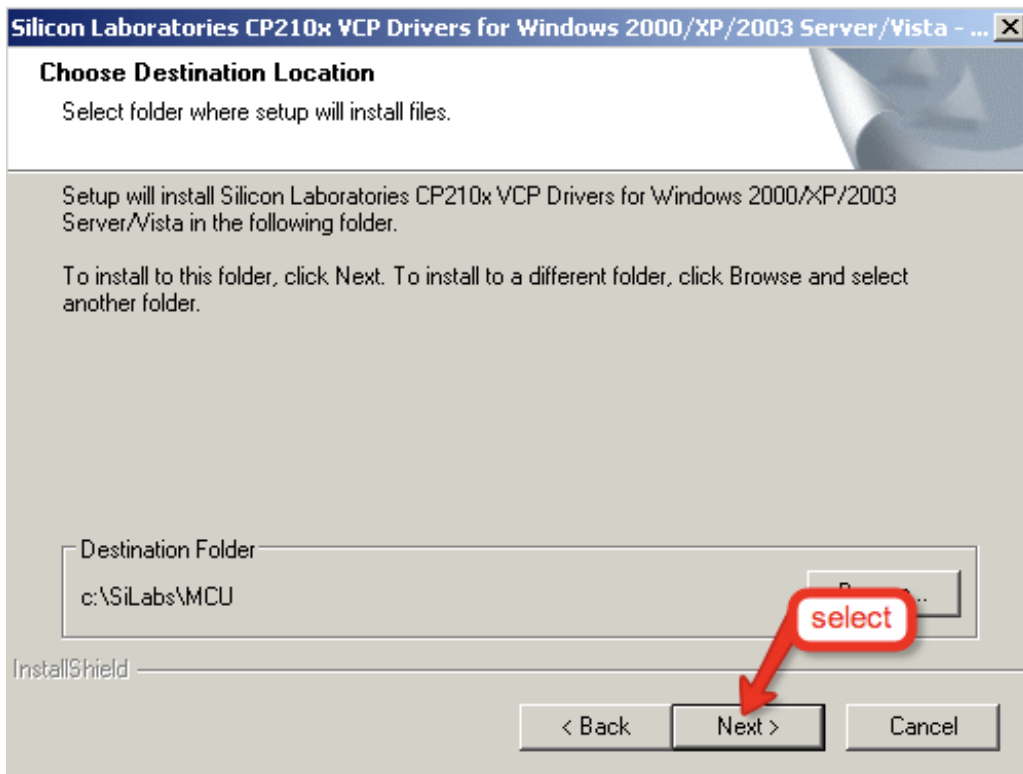 Silicon Laboratories CP210x VCP Drivers for Windows 2000/XP/2003 Server/Vista - ...
Choose Destination Location
Select folder where setup will install files.
Setup will install Silicon Laboratories CP210x VCP Drivers for Windows 2000/XP/2003
Server/Vista in the following folder.
To install to this folder, click Next. To install to a different folder, click Browse and select
another folder.
Destination Folder
c:\SiLabs\MCU
select
InstallShield
< Back Next > Cancel